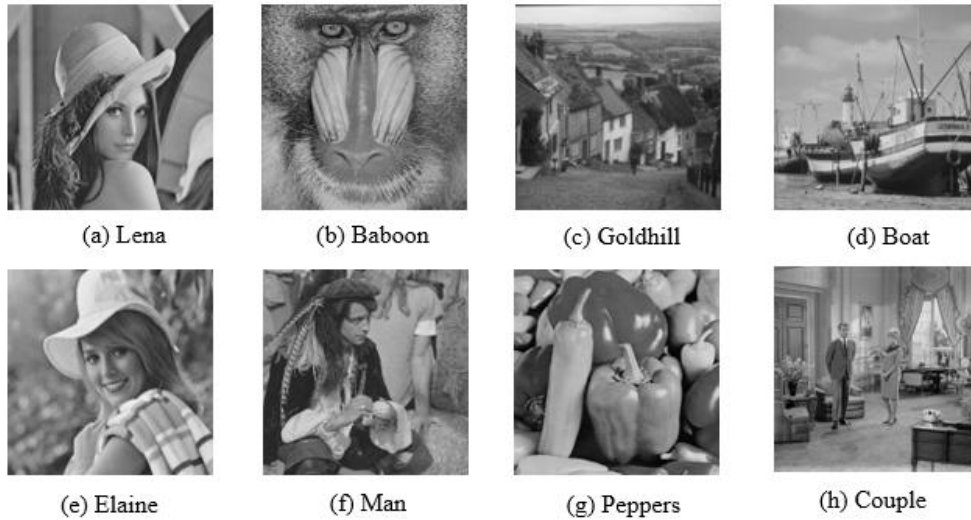 (a) Lena
(b) Baboon
(c) Goldhill
(d) Boat
(e) Elaine
(f) Man
(g) Peppers
(h) Couple